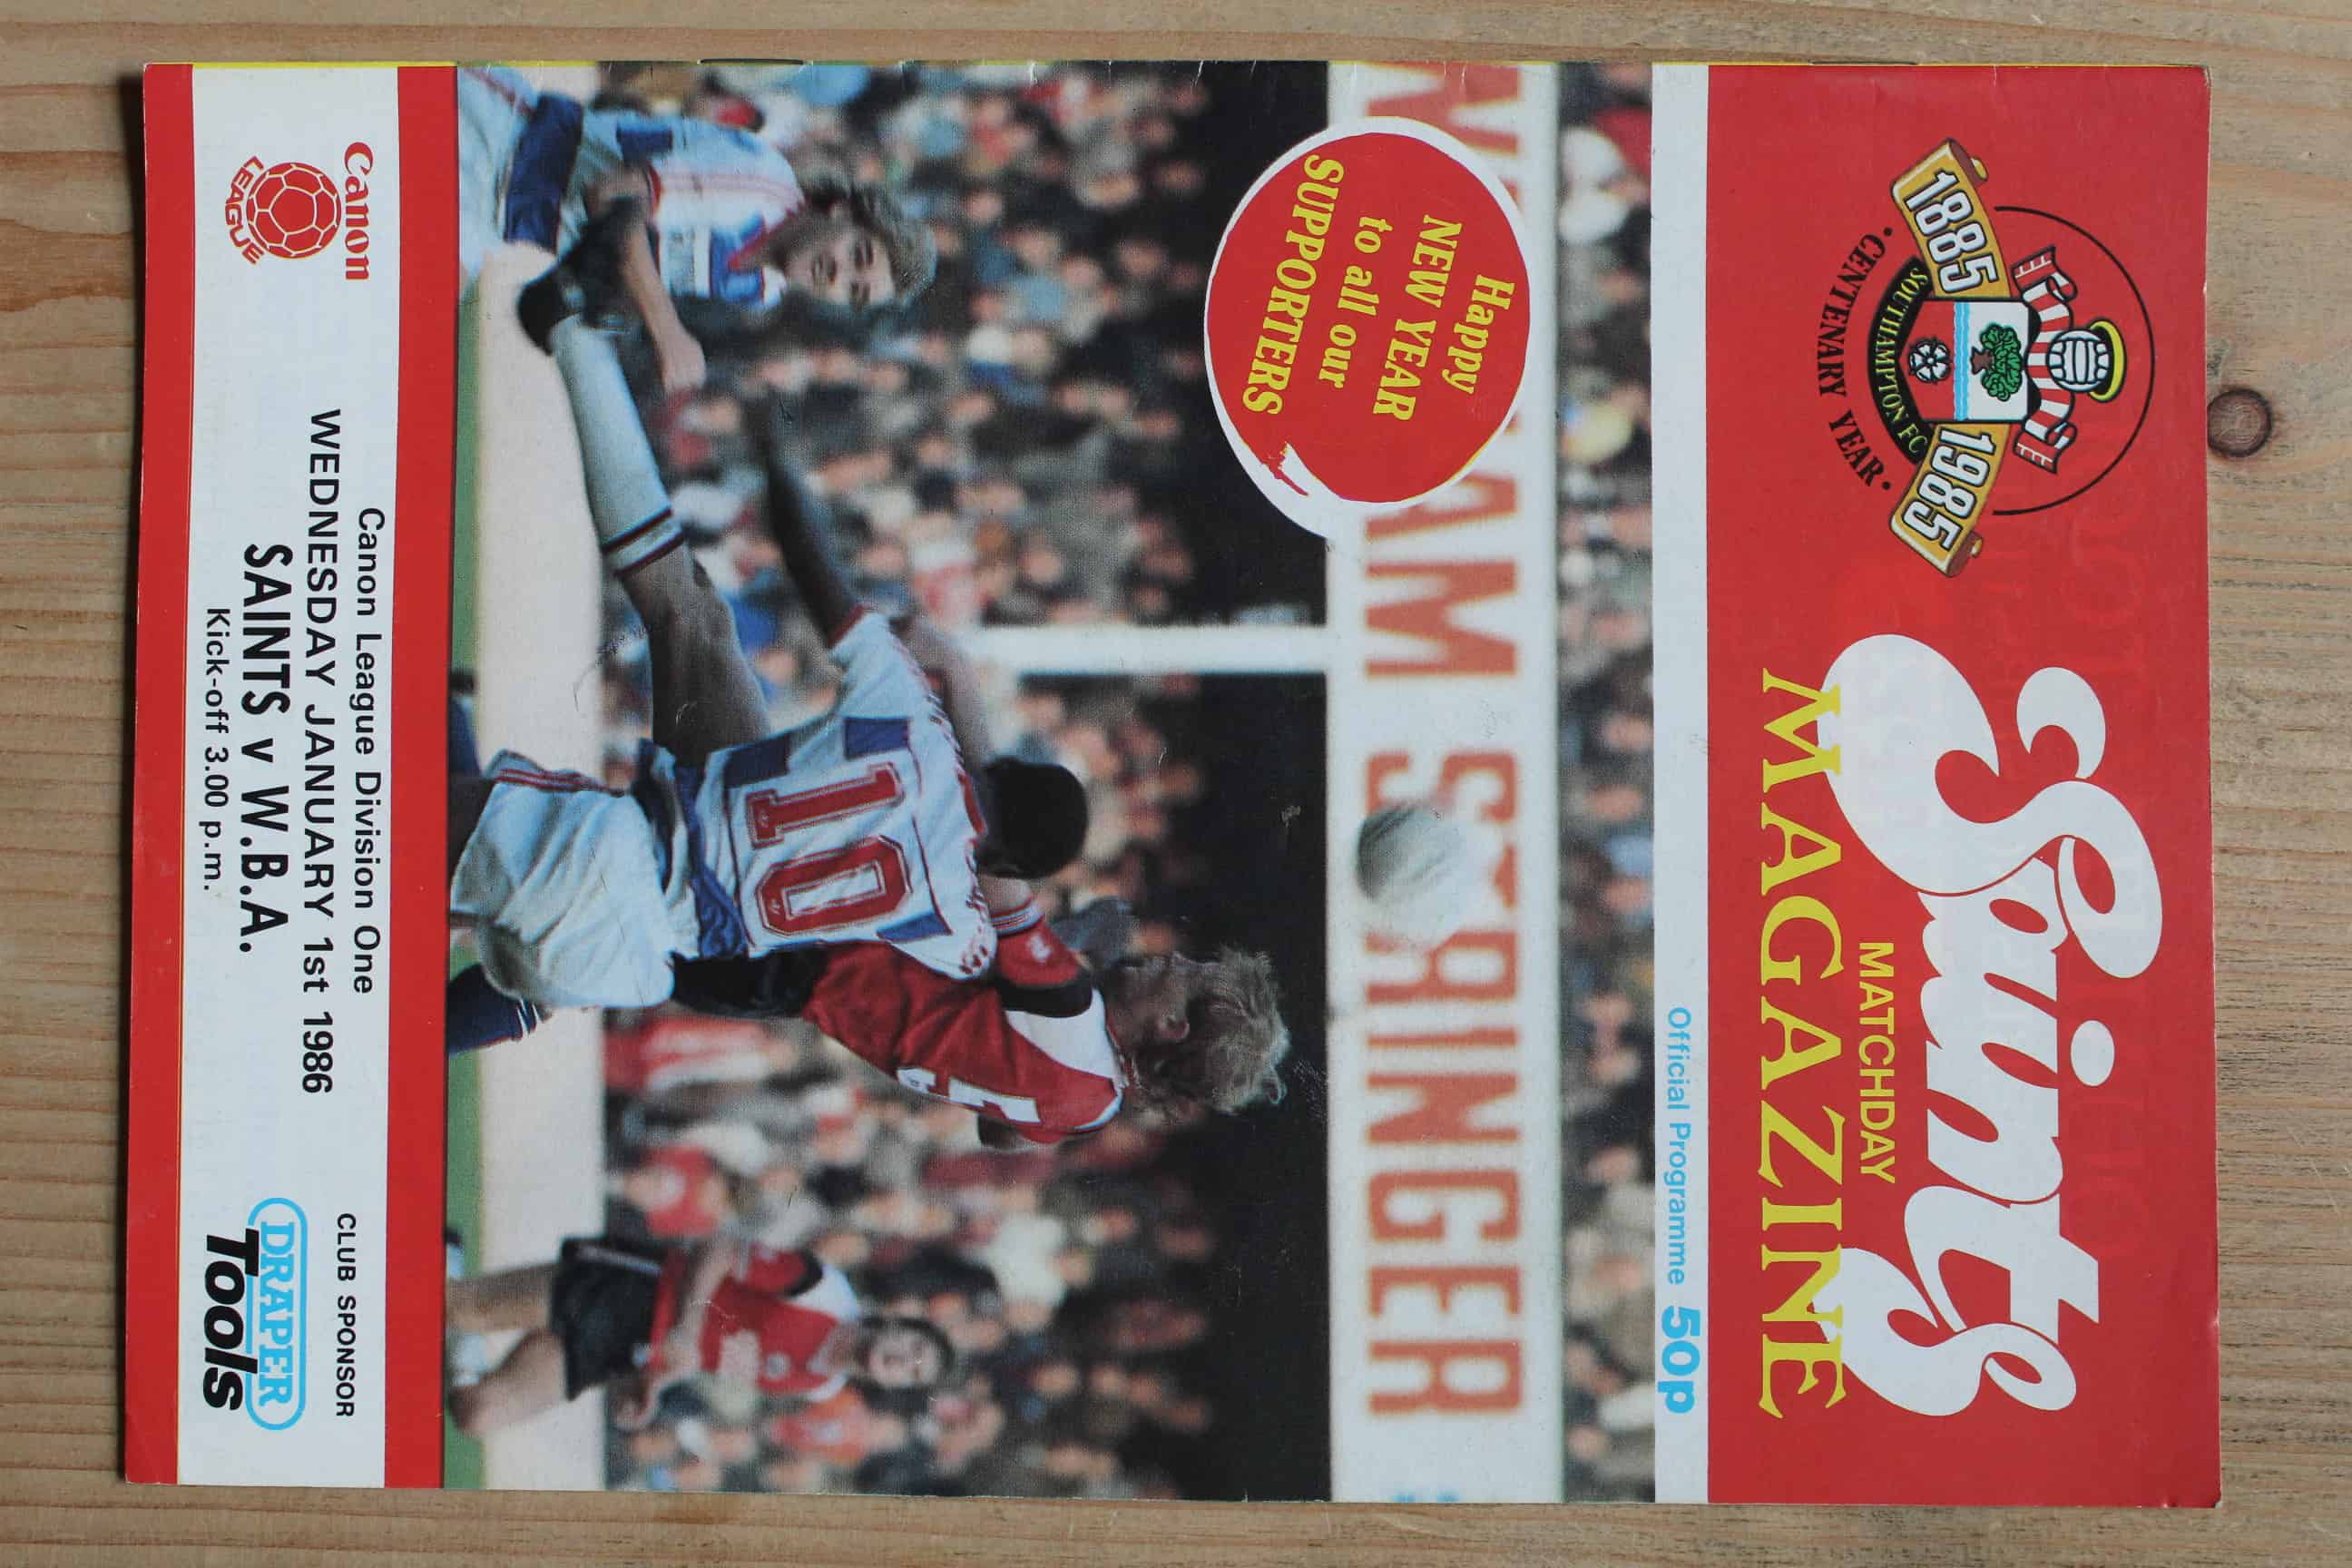 1885
1985
SOUTHAMPTON FC
• CENTENARY YEAR •
Saints
MATCHDAY
MAGAZINE
Official Programme 50p
AM STRINGER
Happy
NEW YEAR
to all our
SUPPORTERS
10
Canon
LEAGUE
Canon League Division One
WEDNESDAY JANUARY 1st 1986
SAINTS v W.B.A.
Kick-off 3.00 p.m.
CLUB SPONSOR
DRAPER
Tools